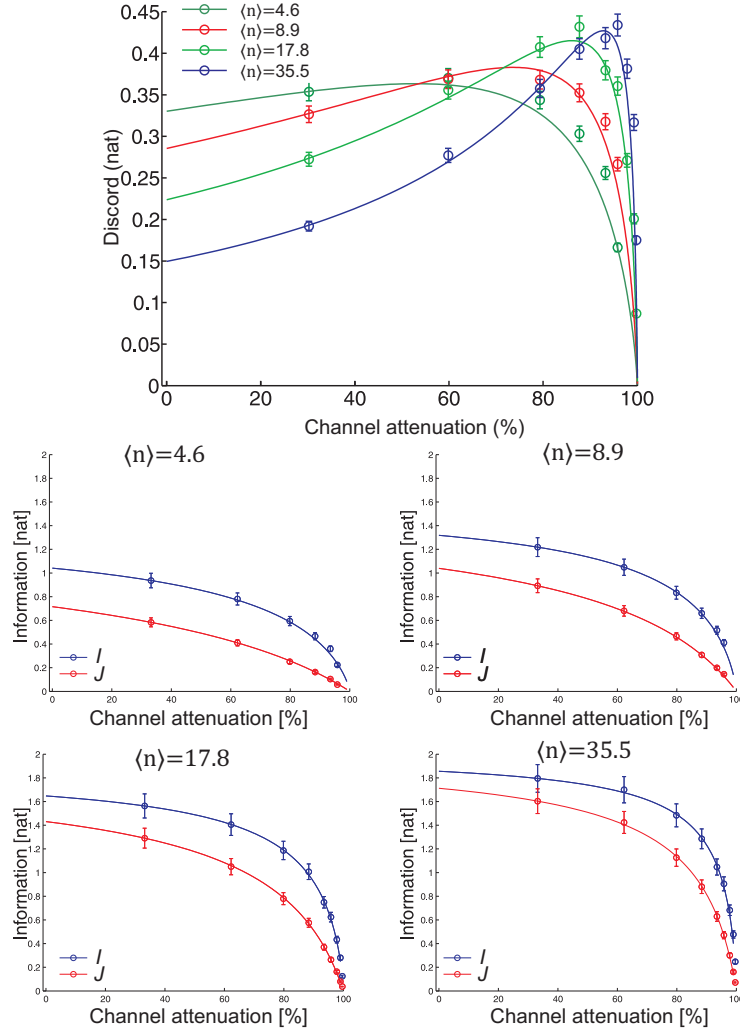 ⟨n⟩=4.6
⟨n⟩=8.9
⟨n⟩=17.8
⟨n⟩=35.5
Discord (nat)
0.45
0.4
0.35
0.30
0.25
0.2
0.15
0.1
0.05
0
0 20 40 60 80 100
Channel attenuation (%)
⟨n⟩=4.6
Information [nat]
2
1.8
1.6
1.4
1.2
1
0.8
0.6
0.4
0.2
0
I
J
0 20 40 60 80 100
Channel attenuation [%]
⟨n⟩=8.9
Information [nat]
2
1.8
1.6
1.4
1.2
1
0.8
0.6
0.4
0.2
0
I
J
0 20 40 60 80 100
Channel attenuation [%]
⟨n⟩=17.8
Information [nat]
2
1.8
1.6
1.4
1.2
1
0.8
0.6
0.4
0.2
0
I
J
0 20 40 60 80 100
Channel attenuation [%]
⟨n⟩=35.5
Information [nat]
2
1.8
1.6
1.4
1.2
1
0.8
0.6
0.4
0.2
0
I
J
0 20 40 60 80 100
Channel attenuation [%]